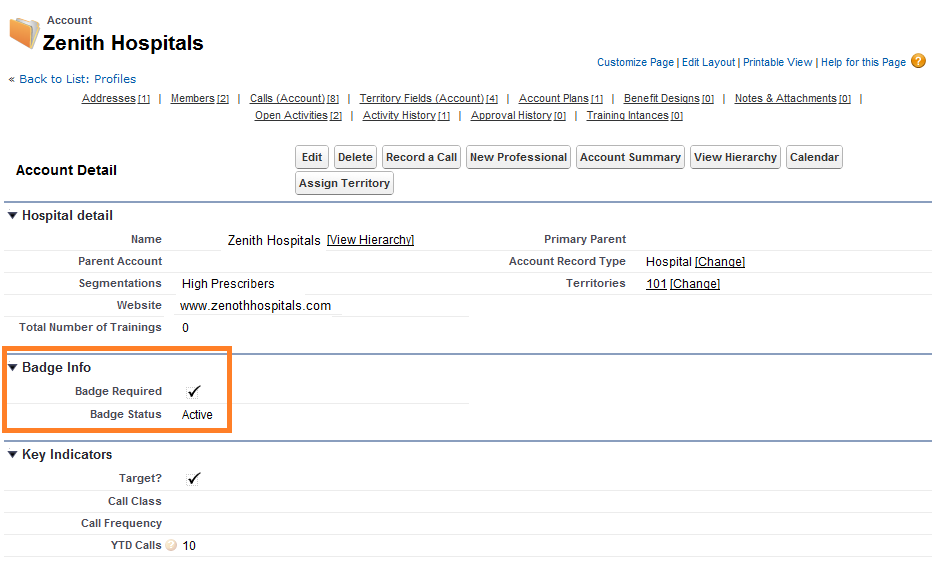 Account
Zenith Hospitals
Customize Page | Edit Layout | Printable View | Help for this Page ?
« Back to List: Profiles
Addresses [1] | Members [2] | Calls (Account) [8] | Territory Fields (Account) [4] | Account Plans [1] | Benefit Designs [0] | Notes & Attachments [0] |
Open Activities [2] | Activity History [1] | Approval History [0] | Training Intances [0]
Account Detail
Edit Delete Record a Call New Professional Account Summary View Hierarchy Calendar
Assign Territory
Hospital detail
Name Zenith Hospitals [View Hierarchy] Primary Parent
Parent Account Account Record Type Hospital [Change]
Segmentations High Prescribers Territories 101 [Change]
Website www.zenothhospitals.com
Total Number of Trainings 0
Badge Info
Badge Required ✓
Badge Status Active
Key Indicators
Target? ✓
Call Class
Call Frequency
YTD Calls ? 10